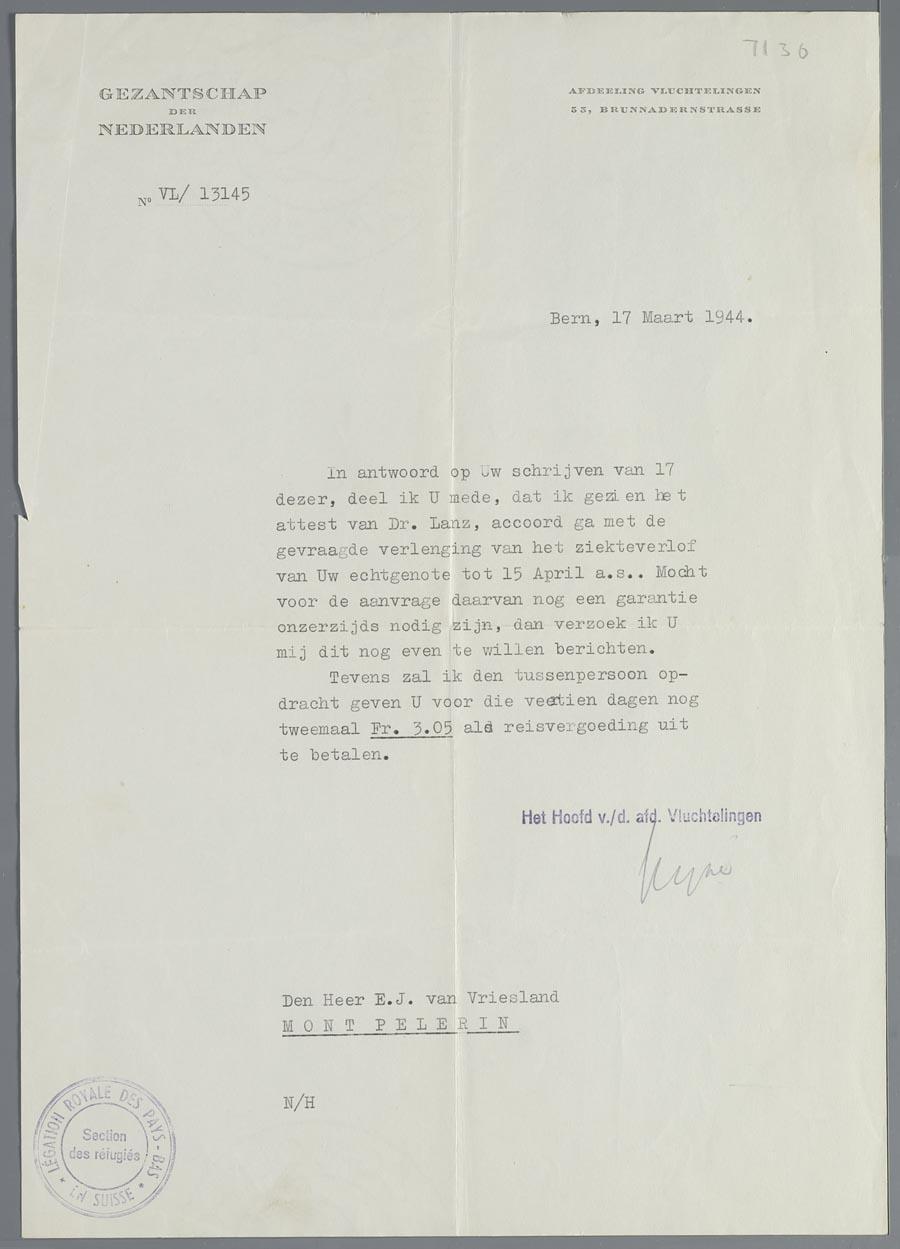 7136
GEZANTSCHAP
DER
NEDERLANDEN
AFDEELING VLUCHTELINGEN
55, BRUNNADERNSTRASSE
Nº VL/ 13145
Bern, 17 Maart 1944.
In antwoord op Uw schrijven van 17
dezer, deel ik U mede, dat ik gezien het
attest van Dr. Lanz, accoord ga met de
gevraagde verlenging van het ziekteverlof
van Uw echtgenote tot 15 April a.s.. Mocht
voor de aanvrage daarvan nog een garantie
onzerzijds nodig zijn, dan verzoek ik U
mij dit nog even te willen berichten.
Tevens zal ik den tussenpersoon op-
dracht geven U voor die veertien dagen nog
tweemaal Fr. 3.05 als reisvergoeding uit
te betalen.
Het Hoofd v./d. afd. Vluchtelingen
Den Heer E.J. van Vriesland
MONT PELERIN
N/H
LÉGATION ROYALE DES PAYS-BAS
Section
des réfugiés
* EN SUISSE *